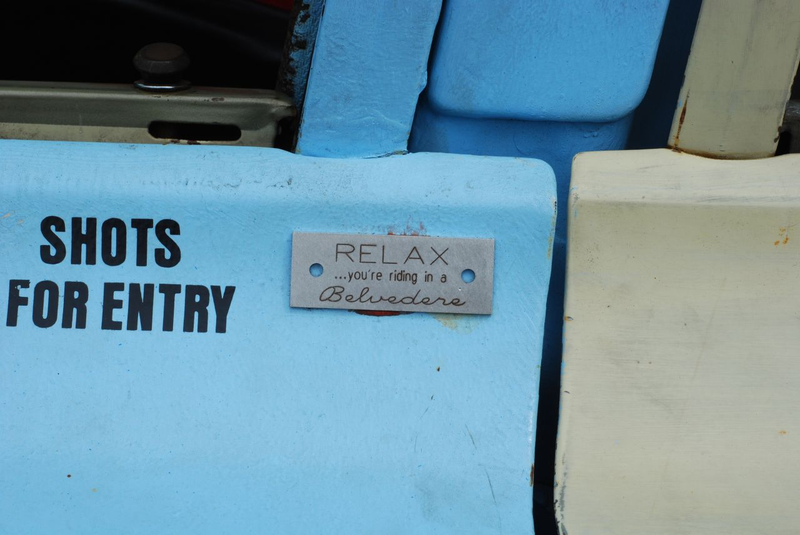 SHOTS
FOR ENTRY
RELAX
...you're riding in a
Belvedere